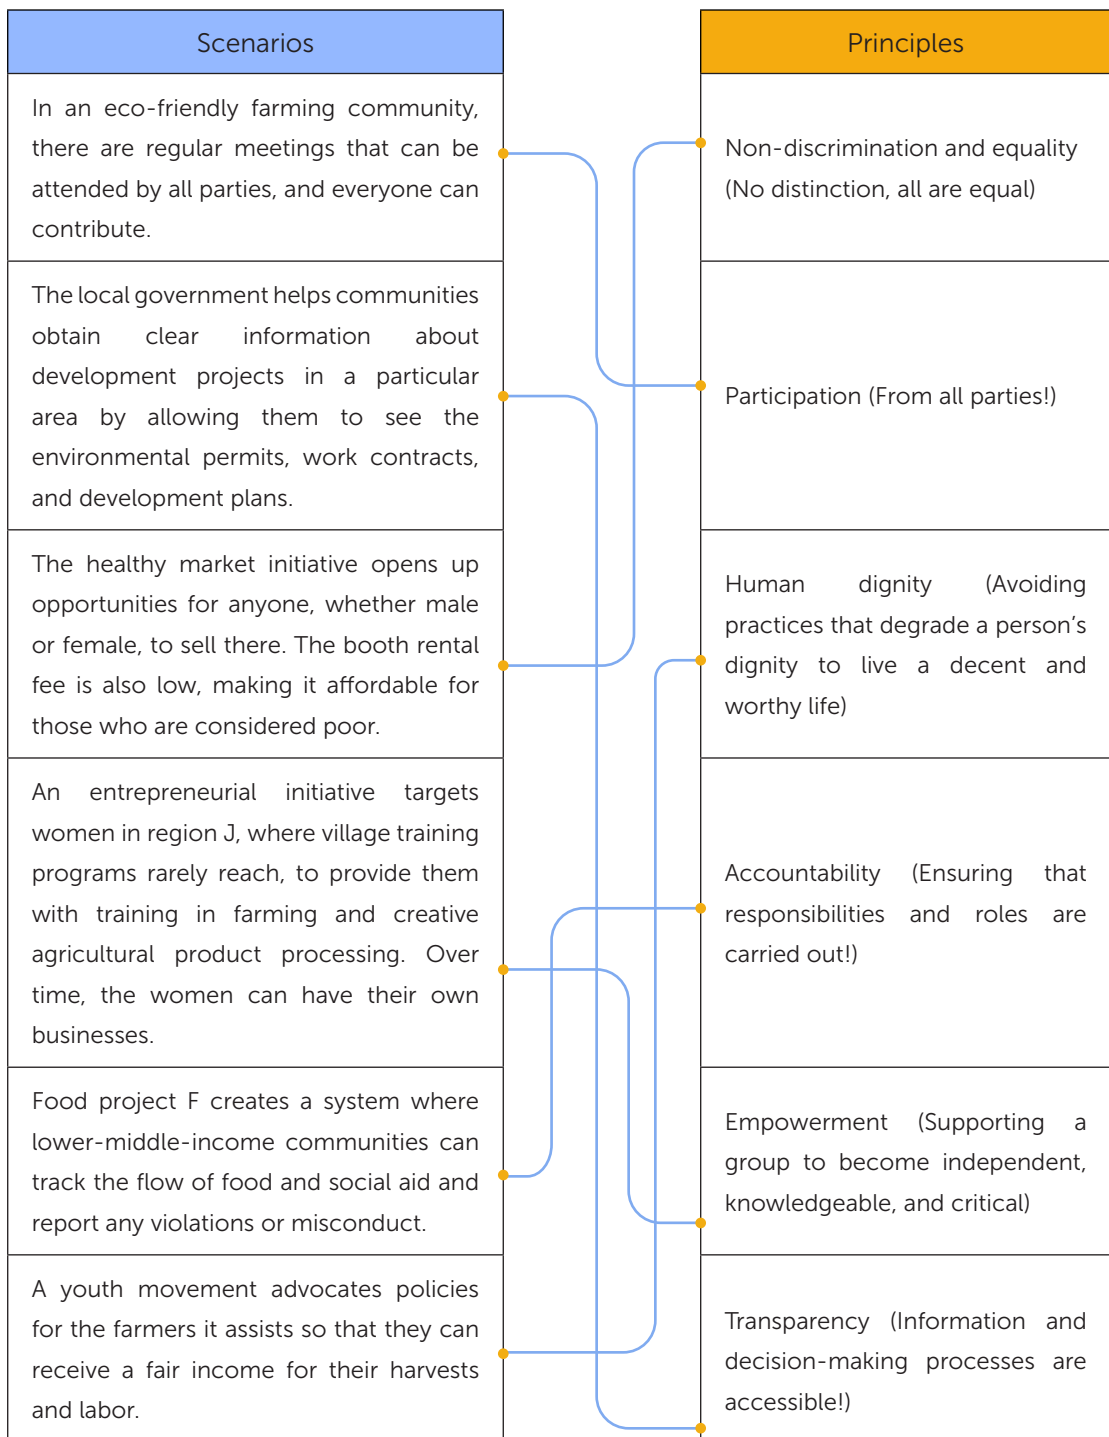 Scenarios
In an eco-friendly farming community,
there are regular meetings that can be
attended by all parties, and everyone can
contribute.
The local government helps communities
obtain clear information about
development projects in a particular
area by allowing them to see the
environmental permits, work contracts,
and development plans.
The healthy market initiative opens up
opportunities for anyone, whether male
or female, to sell there. The booth rental
fee is also low, making it affordable for
those who are considered poor.
An entrepreneurial initiative targets
women in region J, where village training
programs rarely reach, to provide them
with training in farming and creative
agricultural product processing. Over
time, the women can have their own
businesses.
Food project F creates a system where
lower-middle-income communities can
track the flow of food and social aid and
report any violations or misconduct.
A youth movement advocates policies
for the farmers it assists so that they can
receive a fair income for their harvests
and labor.
Principles
Non-discrimination and equality
(No distinction, all are equal)
Participation (From all parties!)
Human dignity (Avoiding
practices that degrade a person's
dignity to live a decent and
worthy life)
Accountability (Ensuring that
responsibilities and roles are
carried out!)
Empowerment (Supporting a
group to become independent,
knowledgeable, and critical)
Transparency (Information and
decision-making processes are
accessible!)